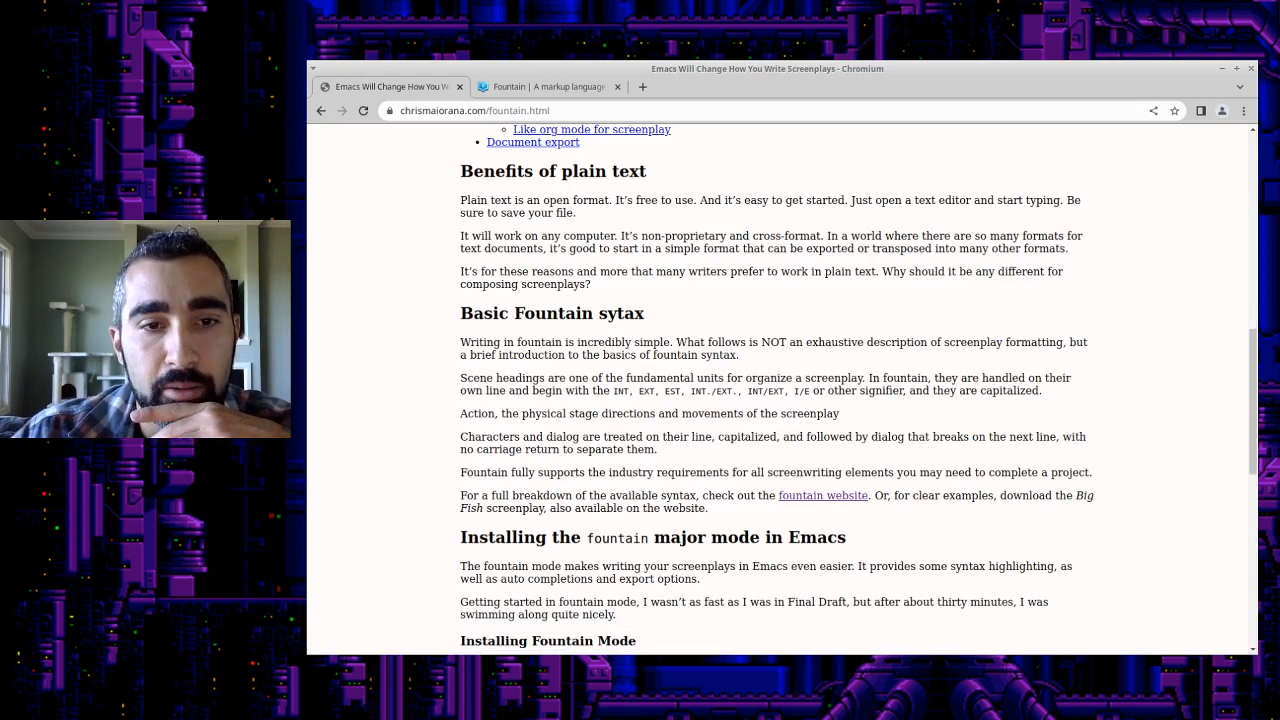 Emacs Will Change How You Write Screenplays - Chromium
Emacs Will Change How You W
Fountain | A markup language
chrismaiorana.com/fountain.html
Like org mode for screenplay
Document export
Benefits of plain text
Plain text is an open format. It’s free to use. And it’s easy to get started. Just open a text editor and start typing. Be
sure to save your file.
It will work on any computer. It’s non-proprietary and cross-format. In a world where there are so many formats for
text documents, it’s good to start in a simple format that can be exported or transposed into many other formats.
It’s for these reasons and more that many writers prefer to work in plain text. Why should it be any different for
composing screenplays?
Basic Fountain sytax
Writing in fountain is incredibly simple. What follows is NOT an exhaustive description of screenplay formatting, but
a brief introduction to the basics of fountain syntax.
Scene headings are one of the fundamental units for organize a screenplay. In fountain, they are handled on their
own line and begin with the INT, EXT, EST, INT./EXT., INT/EXT, I/E or other signifier, and they are capitalized.
Action, the physical stage directions and movements of the screenplay
Characters and dialog are treated on their line, capitalized, and followed by dialog that breaks on the next line, with
no carriage return to separate them.
Fountain fully supports the industry requirements for all screenwriting elements you may need to complete a project.
For a full breakdown of the available syntax, check out the fountain website. Or, for clear examples, download the Big
Fish screenplay, also available on the website.
Installing the fountain major mode in Emacs
The fountain mode makes writing your screenplays in Emacs even easier. It provides some syntax highlighting, as
well as auto completions and export options.
Getting started in fountain mode, I wasn’t as fast as I was in Final Draft, but after about thirty minutes, I was
swimming along quite nicely.
Installing Fountain Mode